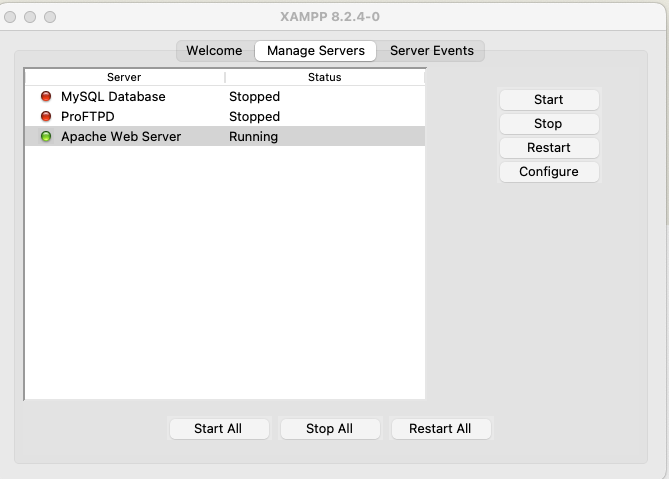 XAMPP 8.2.4-0
Welcome Manage Servers Server Events
Server Status
MySQL Database Stopped
ProFTPD Stopped
Apache Web Server Running
Start
Stop
Restart
Configure
Start All Stop All Restart All